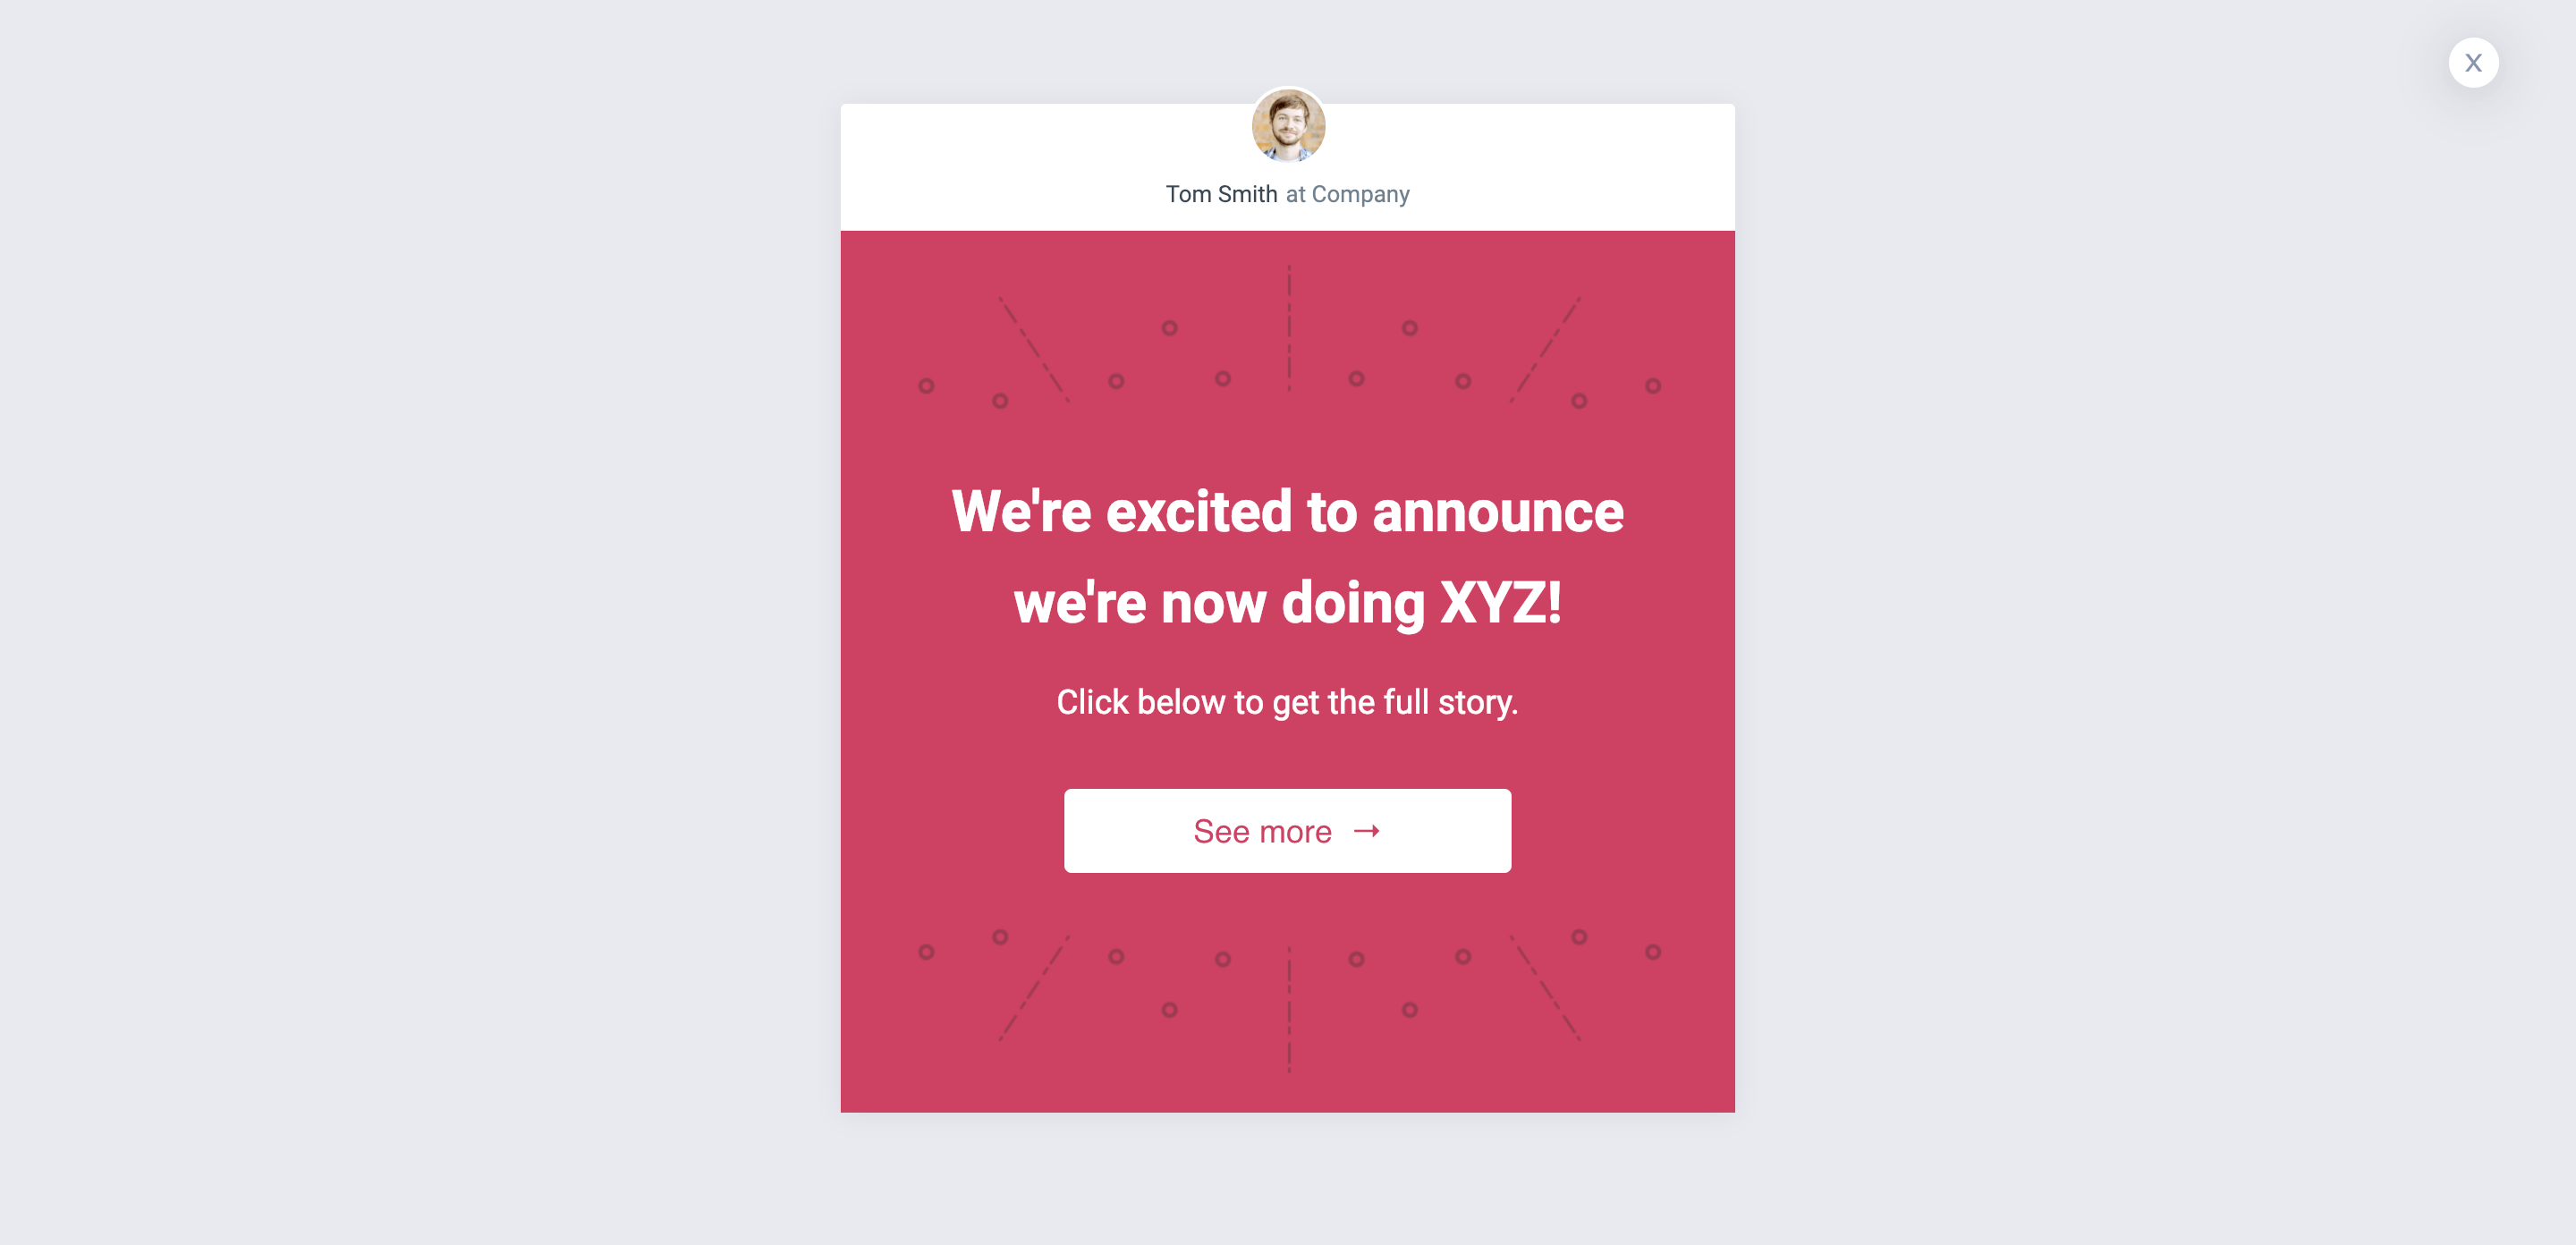 X
Tom Smith at Company
We're excited to announce
we're now doing XYZ!
Click below to get the full story.
See more →